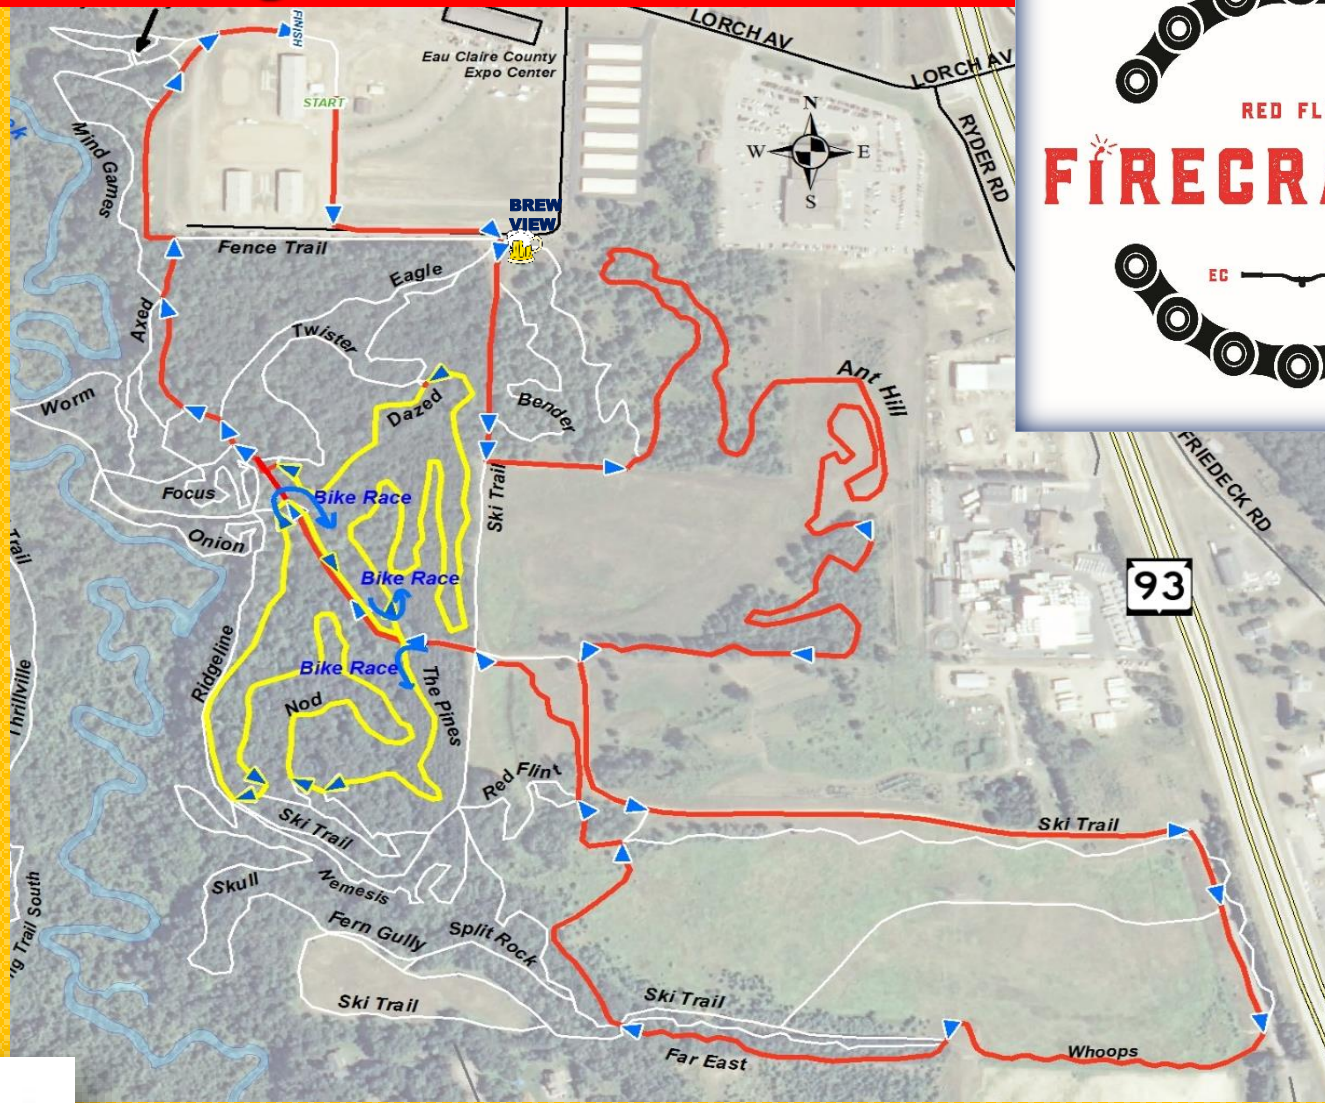 FINISH
Eau Claire County
Expo Center
LORCH AV
LORCH AV
START
RYDER RD
N
W
E
S
RED FL
FIRECRA
EC
Mind Games
BREW
VIEW
Fence Trail
Eagle
Axed
Twister
Worm
Dazed
Bender
Ant Hill
FRIEDECK RD
Focus
Bike Race
Ski Trail
Onion
Trail
Bike Race
93
Ridgeline
Bike Race
The Pines
Thrillville
Nod
Red Flint
Ski Trail
Ski Trail
Skull
Nemesis
Fern Gully
Split Rock
Trail South
Ski Trail
Ski Trail
Far East
Whoops